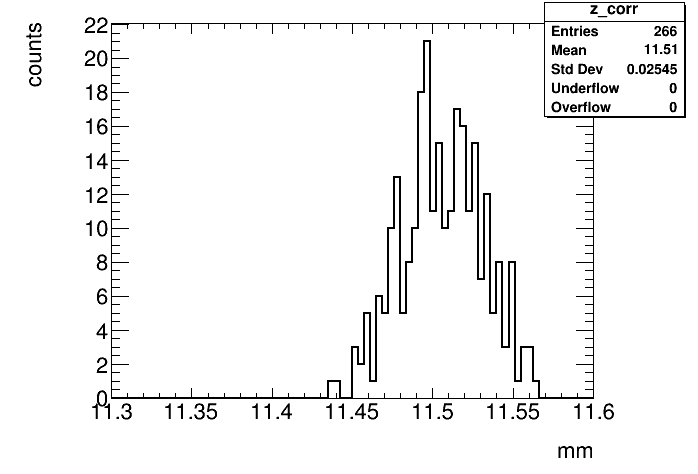 z_corr
Entries 266
Mean 11.51
Std Dev 0.02545
Underflow 0
Overflow 0
counts
22
20
18
16
14
12
10
8
6
4
2
0
11.3 11.35 11.4 11.45 11.5 11.55 11.6
mm